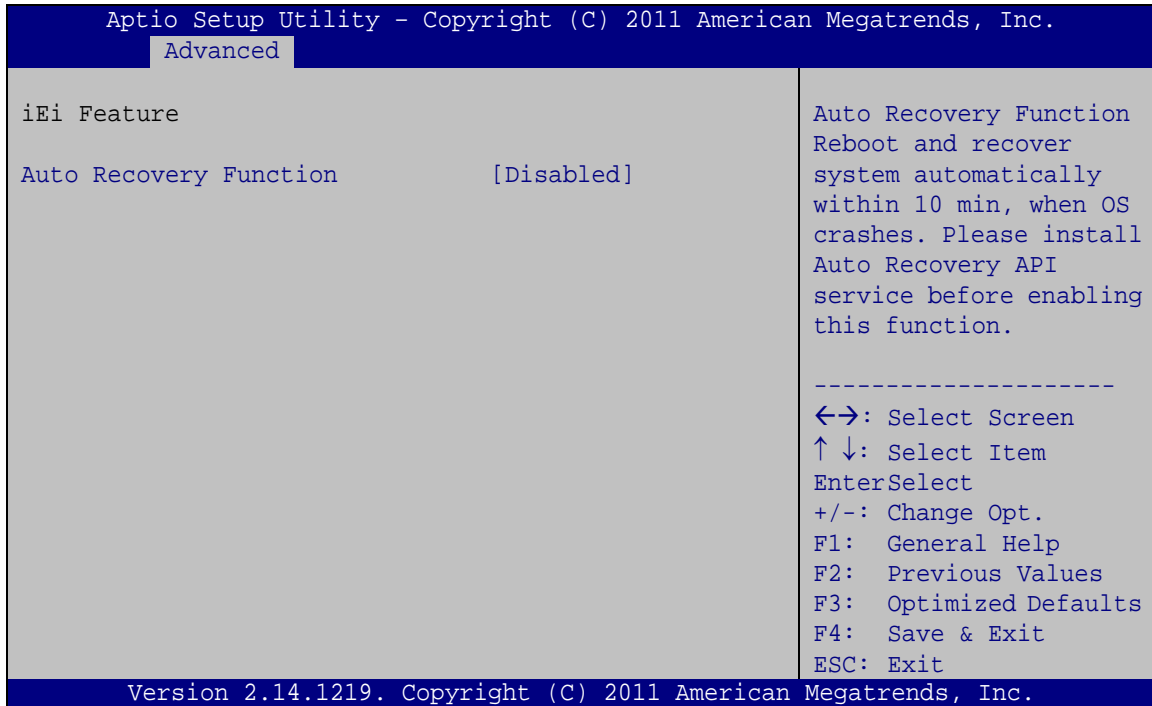 Aptio Setup Utility – Copyright (C) 2011 American Megatrends, Inc.
Advanced
iEi Feature
Auto Recovery Function [Disabled]
Auto Recovery Function
Reboot and recover
system automatically
within 10 min, when OS
crashes. Please install
Auto Recovery API
service before enabling
this function.
---------------------
←→: Select Screen
↑ ↓: Select Item
EnterSelect
+/-: Change Opt.
F1: General Help
F2: Previous Values
F3: Optimized Defaults
F4: Save & Exit
ESC: Exit
Version 2.14.1219. Copyright (C) 2011 American Megatrends, Inc.